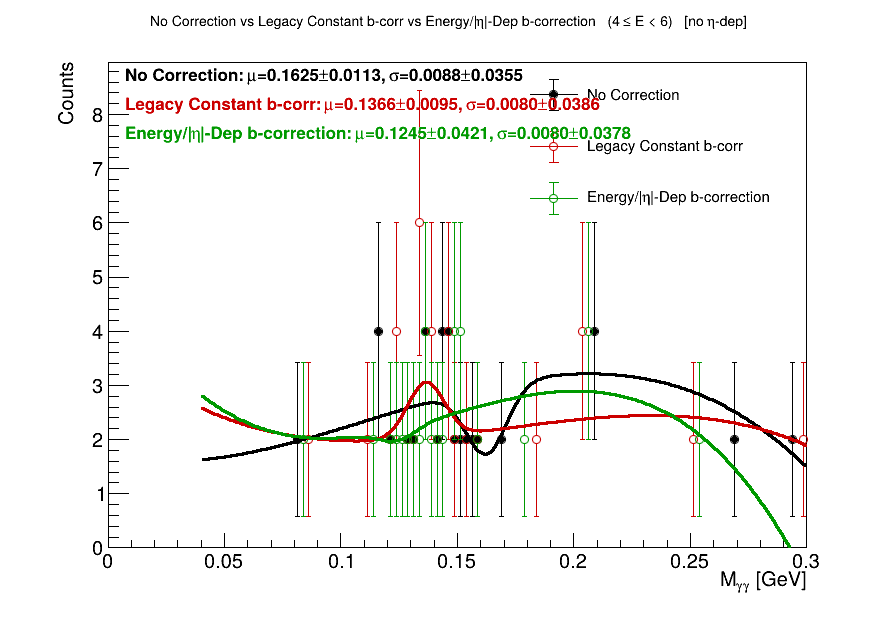 No Correction vs Legacy Constant b-corr vs Energy/|η|-Dep b-correction (4 ≤ E < 6) [no η-dep]
Counts
No Correction: μ=0.1625±0.0113, σ=0.0088±0.0355
Legacy Constant b-corr: μ=0.1366±0.0095, σ=0.0080±0.0386
Energy/|η|-Dep b-correction: μ=0.1245±0.0421, σ=0.0080±0.0378
No Correction
Legacy Constant b-corr
Energy/|η|-Dep b-correction
8
7
6
5
4
3
2
1
0
0 0.05 0.1 0.15 0.2 0.25 0.3
Mγγ [GeV]